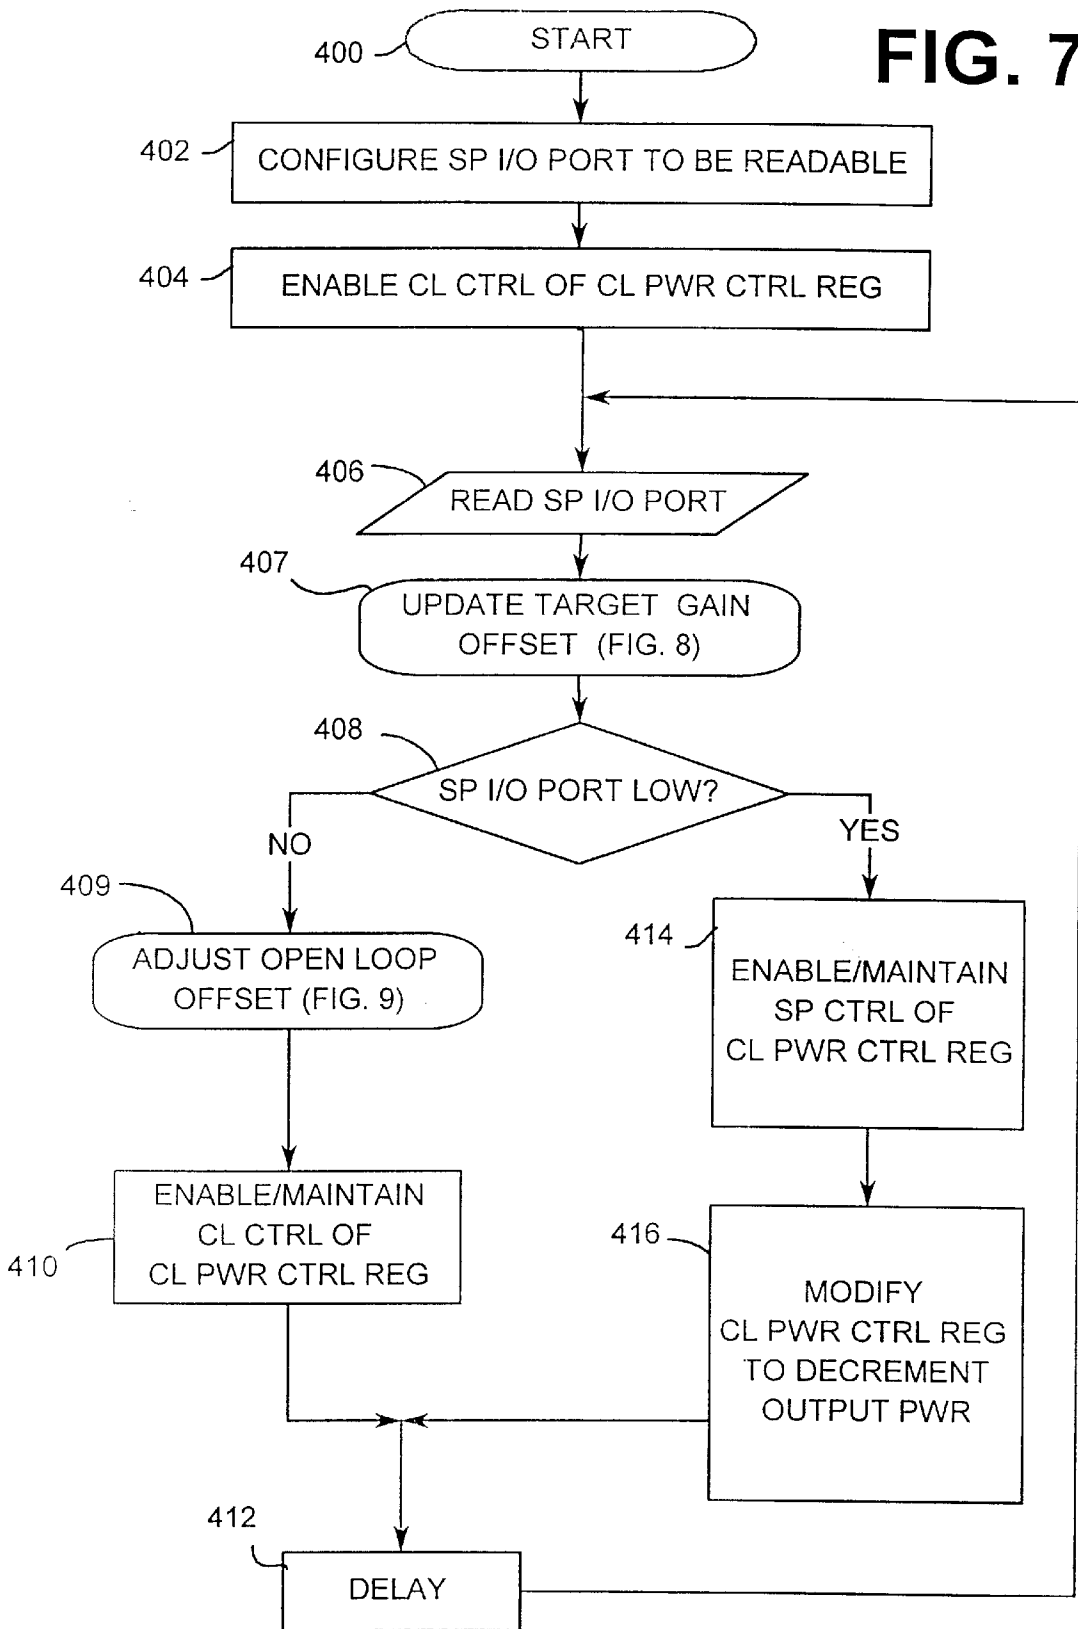 FIG. 7
400
START
402
CONFIGURE SP I/O PORT TO BE READABLE
404
ENABLE CL CTRL OF CL PWR CTRL REG
406
READ SP I/O PORT
407
UPDATE TARGET GAIN
OFFSET (FIG. 8)
408
SP I/O PORT LOW?
NO
YES
409
ADJUST OPEN LOOP
OFFSET (FIG. 9)
414
ENABLE/MAINTAIN
SP CTRL OF
CL PWR CTRL REG
410
ENABLE/MAINTAIN
CL CTRL OF
CL PWR CTRL REG
416
MODIFY
CL PWR CTRL REG
TO DECREMENT
OUTPUT PWR
412
DELAY